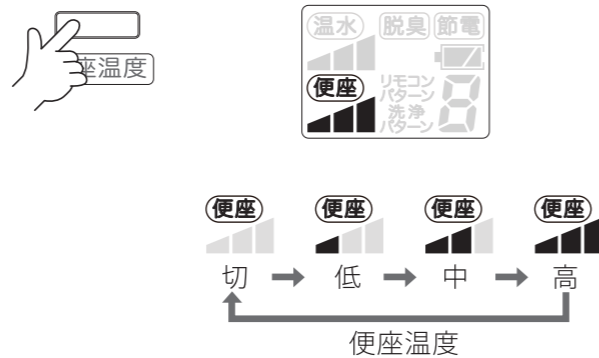 温水 脱臭 節電
座温度
便座 リモコン
パターン
洗浄
パターン 8
便座 便座 便座 便座
切 → 低 → 中 → 高
便座温度